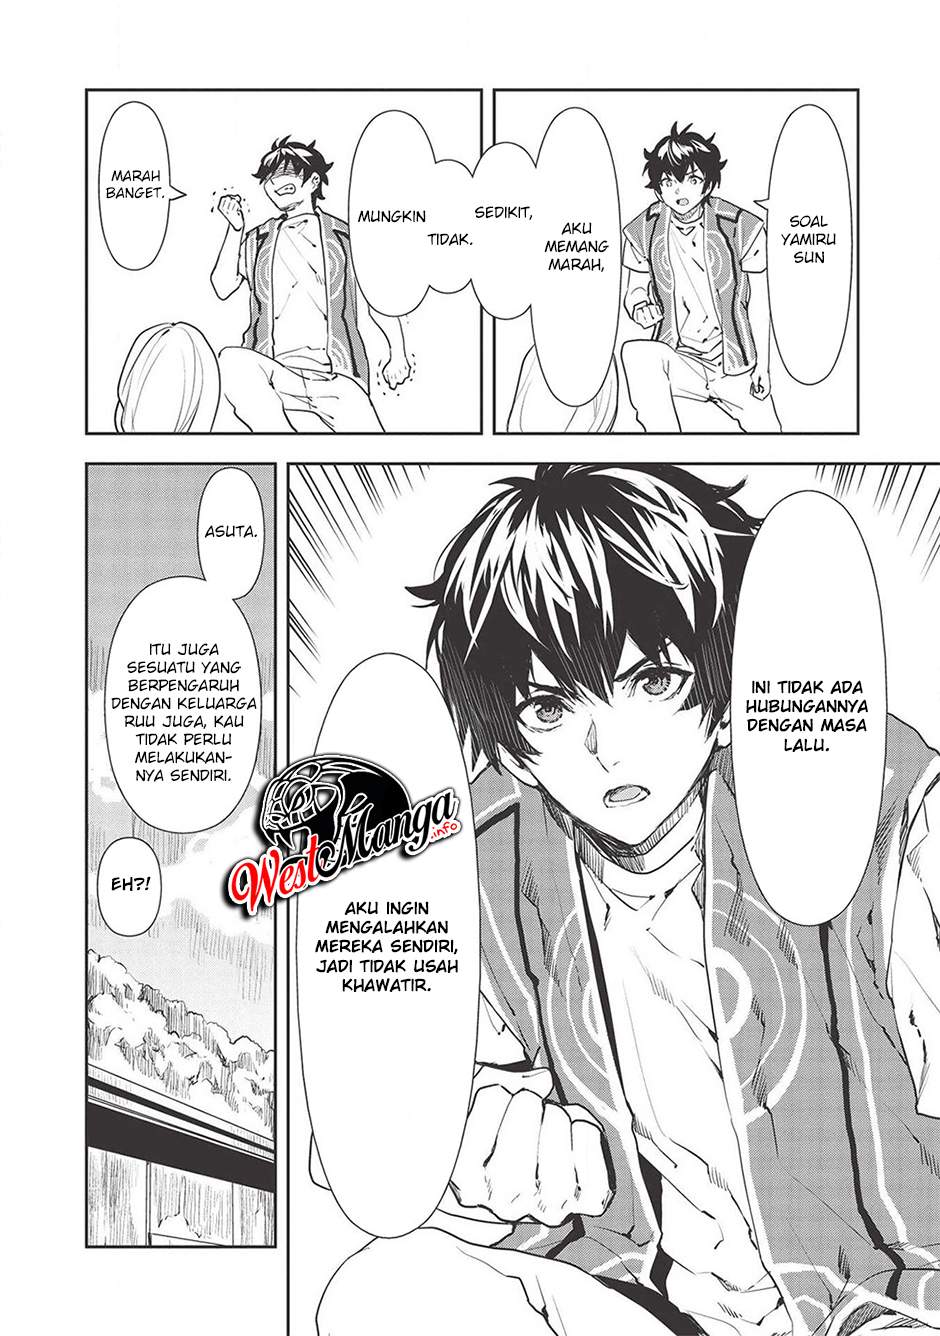 SOAL
YAMIRU
SUN
AKU
MEMANG
MARAH,
SEDIKIT,
TIDAK.
MUNGKIN
MARAH
BANGET.
INI TIDAK ADA
HUBUNGANNYA
DENGAN MASA
LALU.
AKU INGIN
MENGALAHKAN
MEREKA SENDIRI,
JADI TIDAK USAH
KHAWATIR.
WestManga
.info
ASUTA.
ITU JUGA
SESUATU YANG
BERPENGARUH
DENGAN KELUARGA
RUU JUGA, KAU
TIDAK PERLU
MELAKUKAN-
NYA SENDIRI.
EH?!